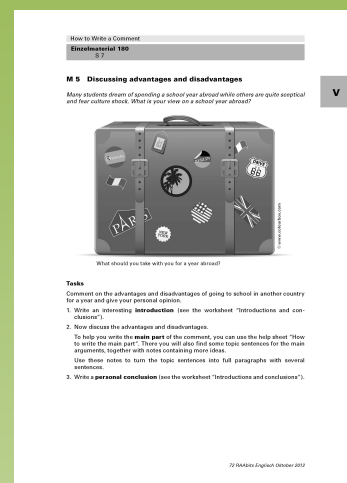 How to Write a Comment
Einzelmaterial 180
S 7
M 5 Discussing advantages and disadvantages
V
Many students dream of spending a school year abroad while others are quite sceptical
and fear culture shock. What is your view on a school year abroad?
DRIVE
66
PARIS
NEW
YORK
What should you take with you for a year abroad?
Tasks
Comment on the advantages and disadvantages of going to school in another country
for a year and give your personal opinion.
1. Write an interesting introduction (see the worksheet "Introductions and con-
clusions").
2. Now discuss the advantages and disadvantages.
To help you write the main part of the comment, you can use the help sheet "How
to write the main part". There you will also find some topic sentences for the main
arguments, together with notes containing more ideas.
Use these notes to turn the topic sentences into full paragraphs with several
sentences.
3. Write a personal conclusion (see the worksheet "Introductions and conclusions").
72 RAAbits Englisch Oktober 2012